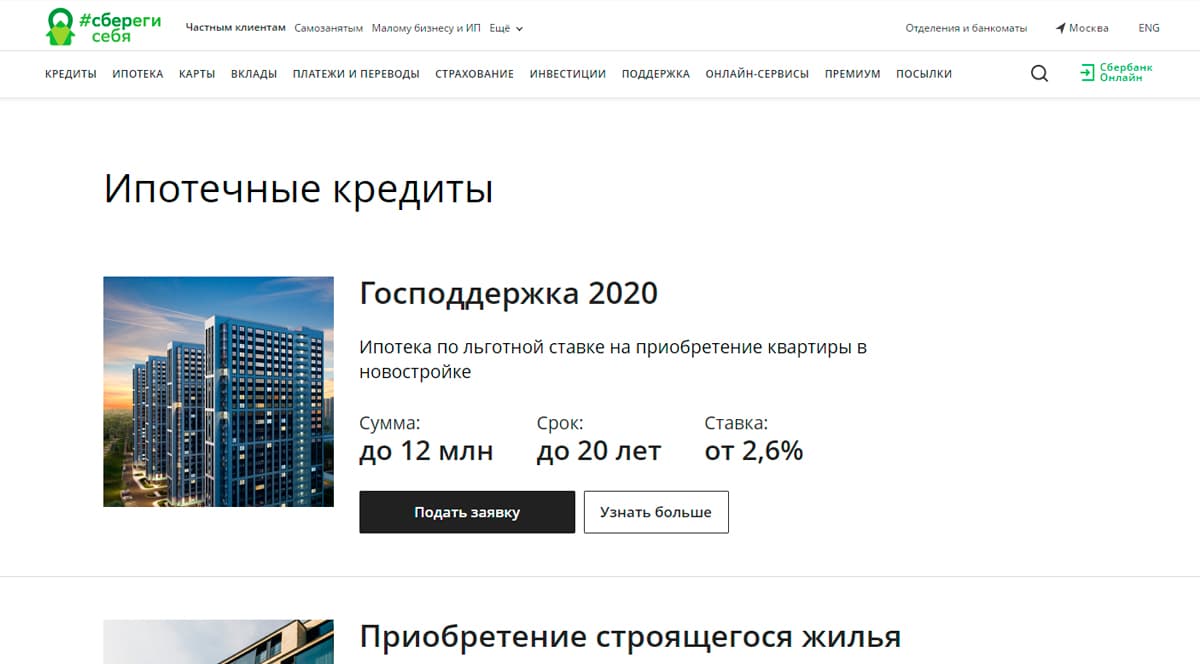 #сбереги
себя
Частным клиентам Самозанятым Малому бизнесу и ИП Ещё
Отделения и банкоматы Москва ENG
КРЕДИТЫ ИПОТЕКА КАРТЫ ВКЛАДЫ ПЛАТЕЖИ И ПЕРЕВОДЫ СТРАХОВАНИЕ ИНВЕСТИЦИИ ПОДДЕРЖКА ОНЛАЙН-СЕРВИСЫ ПРЕМИУМ ПОСЫЛКИ
Сбербанк
Онлайн
Ипотечные кредиты
Господдержка 2020
Ипотека по льготной ставке на приобретение квартиры в
новостройке
Сумма: Срок: Ставка:
до 12 млн до 20 лет от 2,6%
Подать заявку Узнать больше
Приобретение строящегося жилья